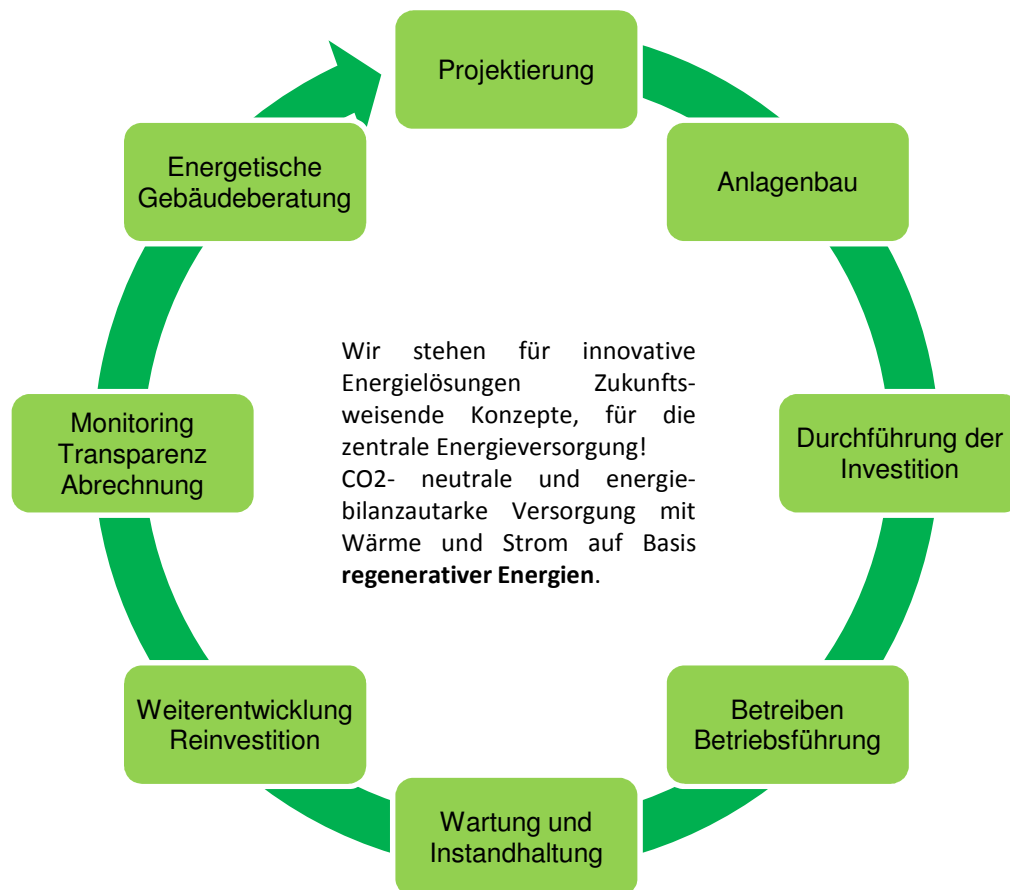 Projektierung
Anlagenbau
Durchführung der
Investition
Betreiben
Betriebsführung
Wartung und
Instandhaltung
Weiterentwicklung
Reinvestition
Monitoring
Transparenz
Abrechnung
Energetische
Gebäudeberatung
Wir stehen für innovative
Energielösungen Zukunfts-
weisende Konzepte, für die
zentrale Energieversorgung!
CO2- neutrale und energie-
bilanzautarke Versorgung mit
Wärme und Strom auf Basis
regenerativer Energien.